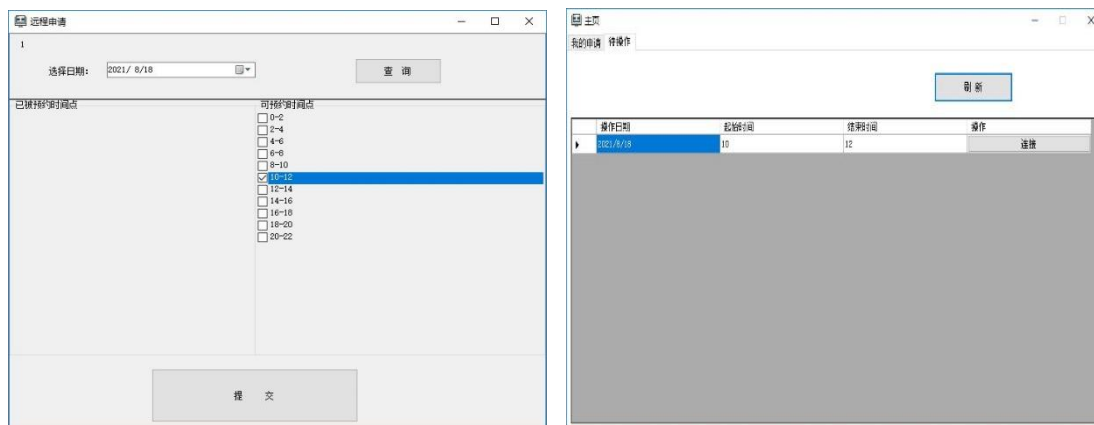 远程申请
1
选择日期： 2021/ 8/18 查 询
已被预约时间点
可预约时间点
0-2
2-4
4-6
6-8
8-10
10-12
12-14
14-16
16-18
18-20
20-22
提 交
主页
我的申请 待操作
刷 新
操作日期 起始时间 结束时间 操作
2021/8/18 10 12 连接